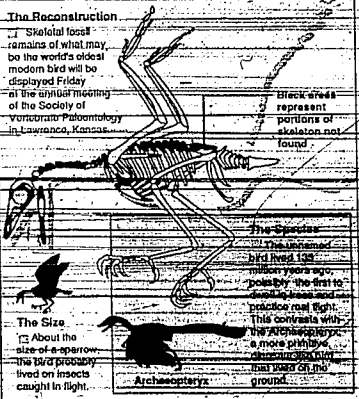 The Reconstruction
Skeletal fossil
remains of what may
be the world's oldest
modern bird will be
displayed Friday
at the annual meeting
of the Society of
Vertebrate Paleontology
in Lawrence, Kansas.
Black areas
represent
portions of
skeleton not
found
The Size
About the
size of a sparrow
the bird probably
lived on insects
caught in flight.
The Species
The unnamed
bird lived 135
million years ago,
possibly the first to
and
practice real flight.
This contrasts with
the Archaeopteryx,
a more primitive,
that lived on the
ground.
Archaeopteryx